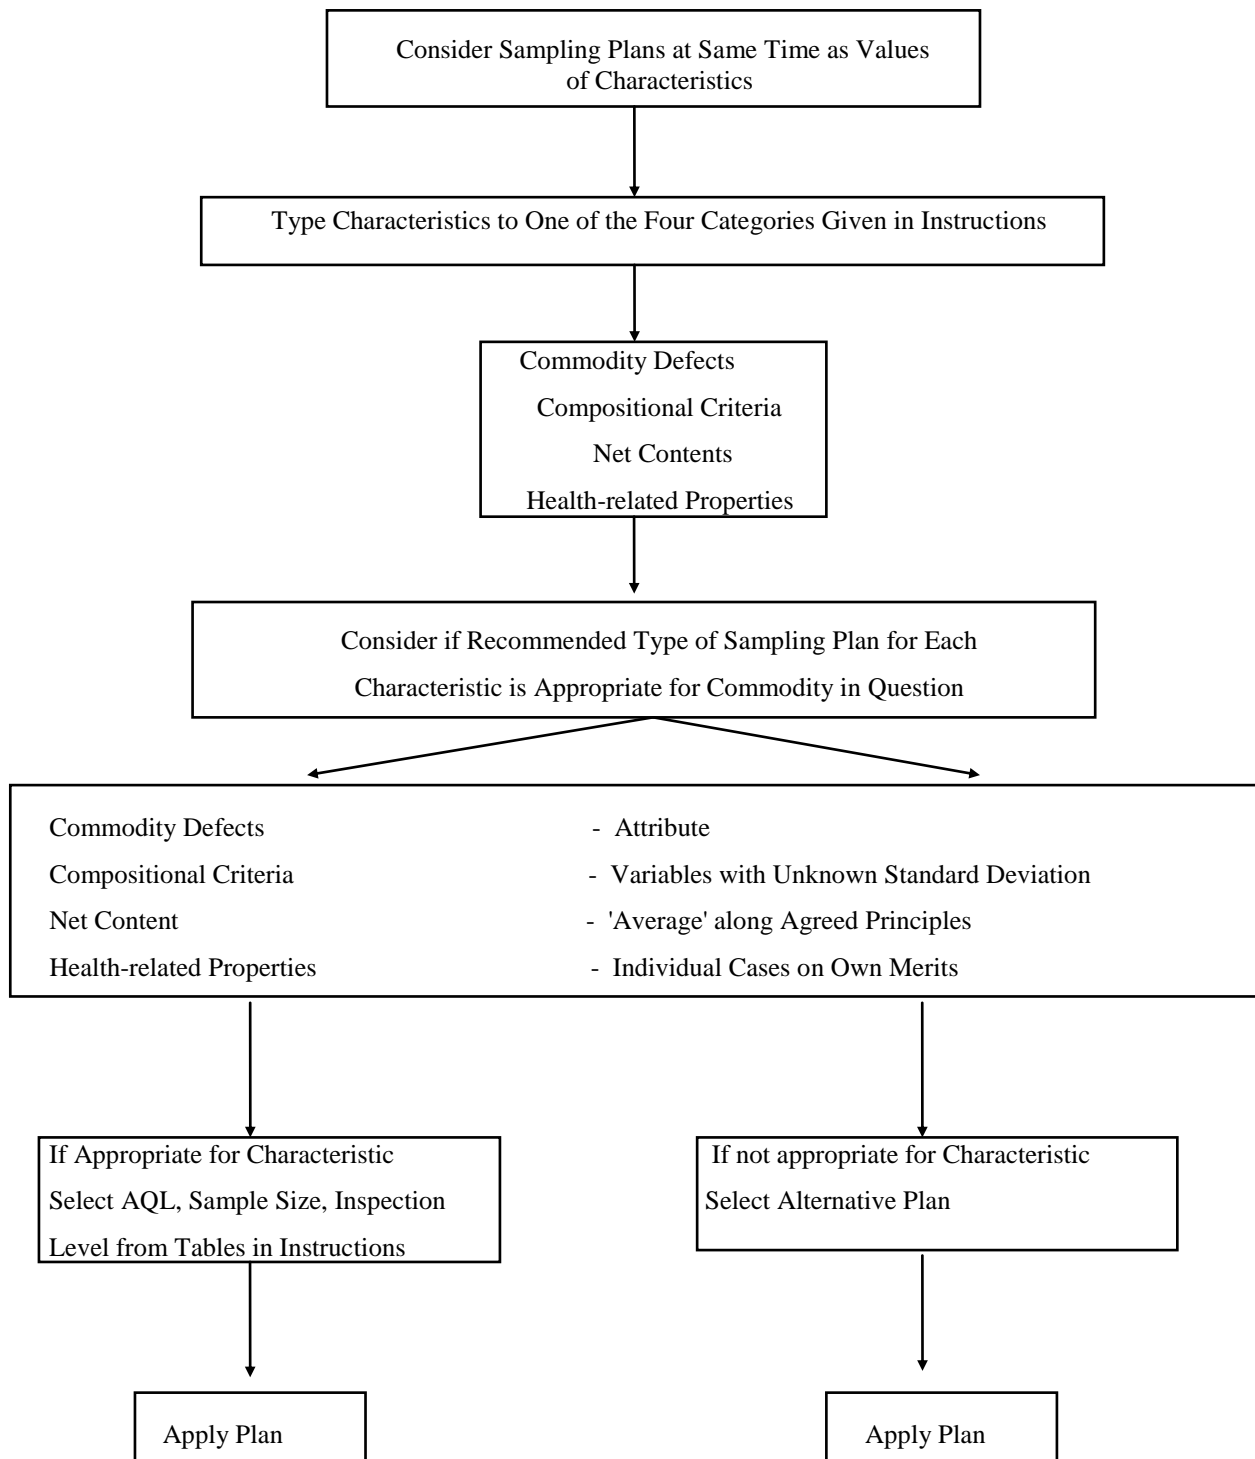 Consider Sampling Plans at Same Time as Values
of Characteristics
Type Characteristics to One of the Four Categories Given in Instructions
Commodity Defects
Compositional Criteria
Net Contents
Health-related Properties
Consider if Recommended Type of Sampling Plan for Each
Characteristic is Appropriate for Commodity in Question
Commodity Defects - Attribute
Compositional Criteria - Variables with Unknown Standard Deviation
Net Content - 'Average' along Agreed Principles
Health-related Properties - Individual Cases on Own Merits
If Appropriate for Characteristic
Select AQL, Sample Size, Inspection
Level from Tables in Instructions
If not appropriate for Characteristic
Select Alternative Plan
Apply Plan
Apply Plan